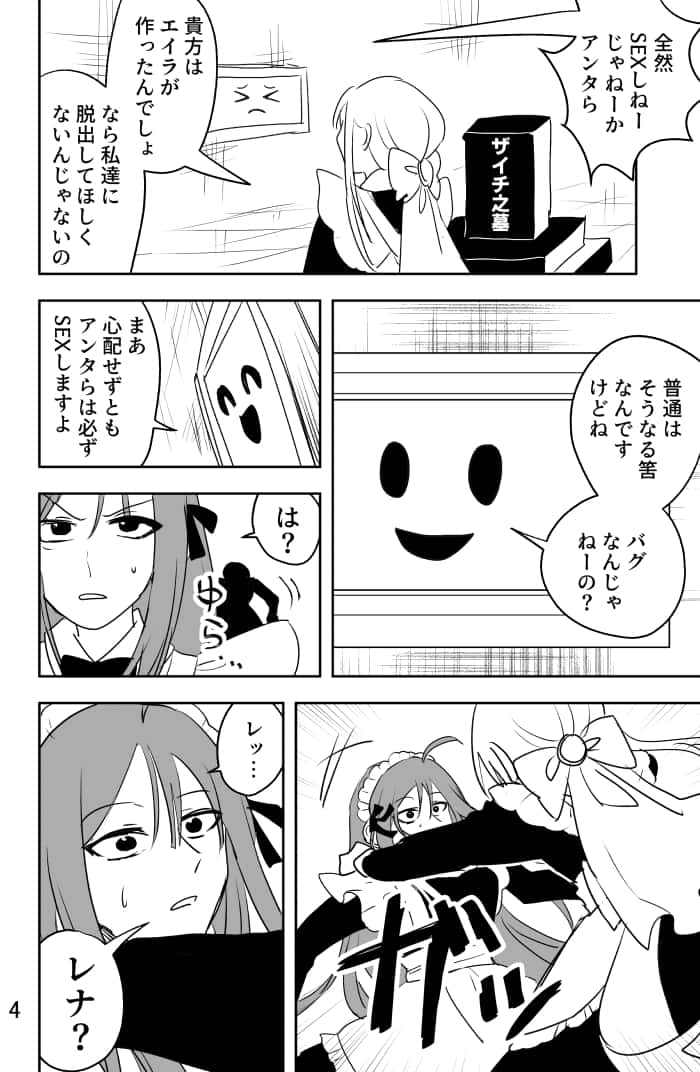 全然
SEXしねー
じゃねーか
アンタら
ザイチ之墓
貴方は
エイラが
作ったんでしょ
なら私達に
脱出してほしく
ないんじゃないの
普通は
そうなる筈
なんです
けどね
バグ
なんじゃ
ねーの？
まあ
心配せずとも
アンタらは必ず
SEXしますよ
は？
ゆら
ガッ
レッ…
レナ？
4